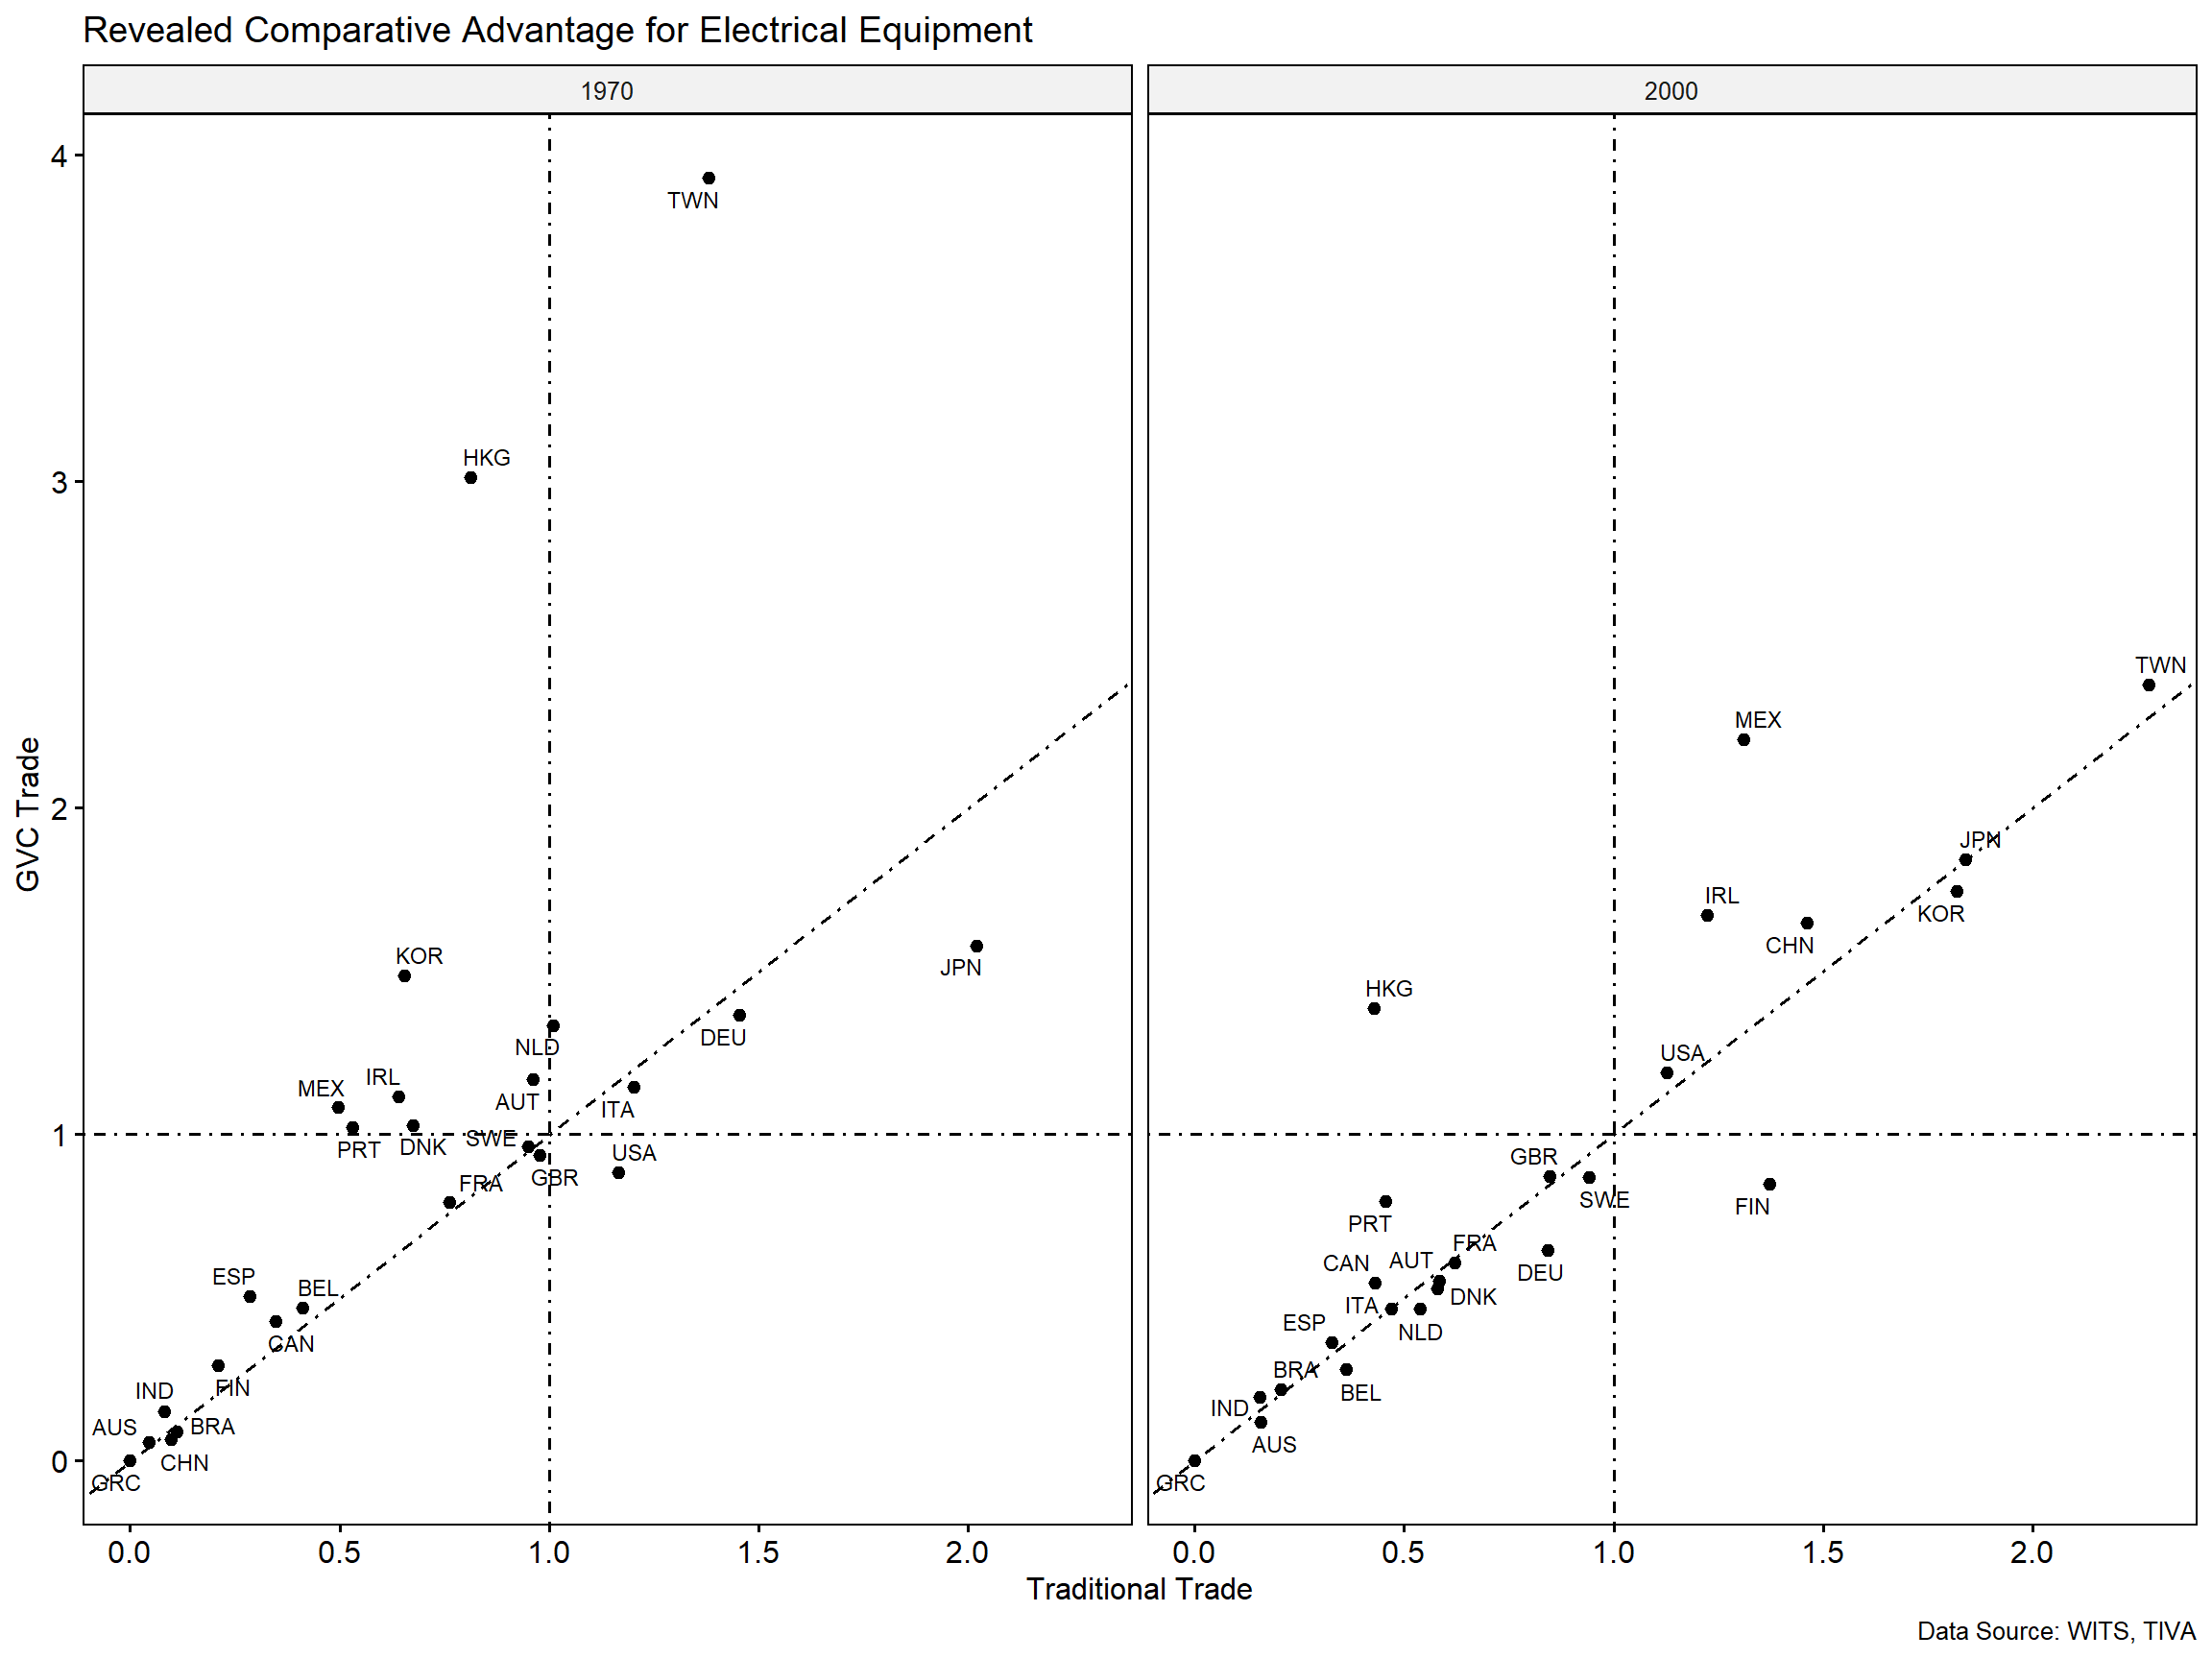 Revealed Comparative Advantage for Electrical Equipment
1970
2000
GVC Trade
4
3
2
1
0
TWN
HKG
KOR
JPN
NLD
DEU
MEX
IRL
AUT
ITA
PRT
DNK
SWE
USA
GBR
FRA
ESP
BEL
CAN
FIN
IND
AUS
BRA
CHN
GRC
TWN
MEX
JPN
IRL
KOR
CHN
HKG
USA
GBR
SWE
FIN
PRT
FRA
CAN
AUT
DEU
ITA
DNK
NLD
ESP
BRA
BEL
IND
AUS
GRC
0.0 0.5 1.0 1.5 2.0
0.0 0.5 1.0 1.5 2.0
Traditional Trade
Data Source: WITS, TIVA